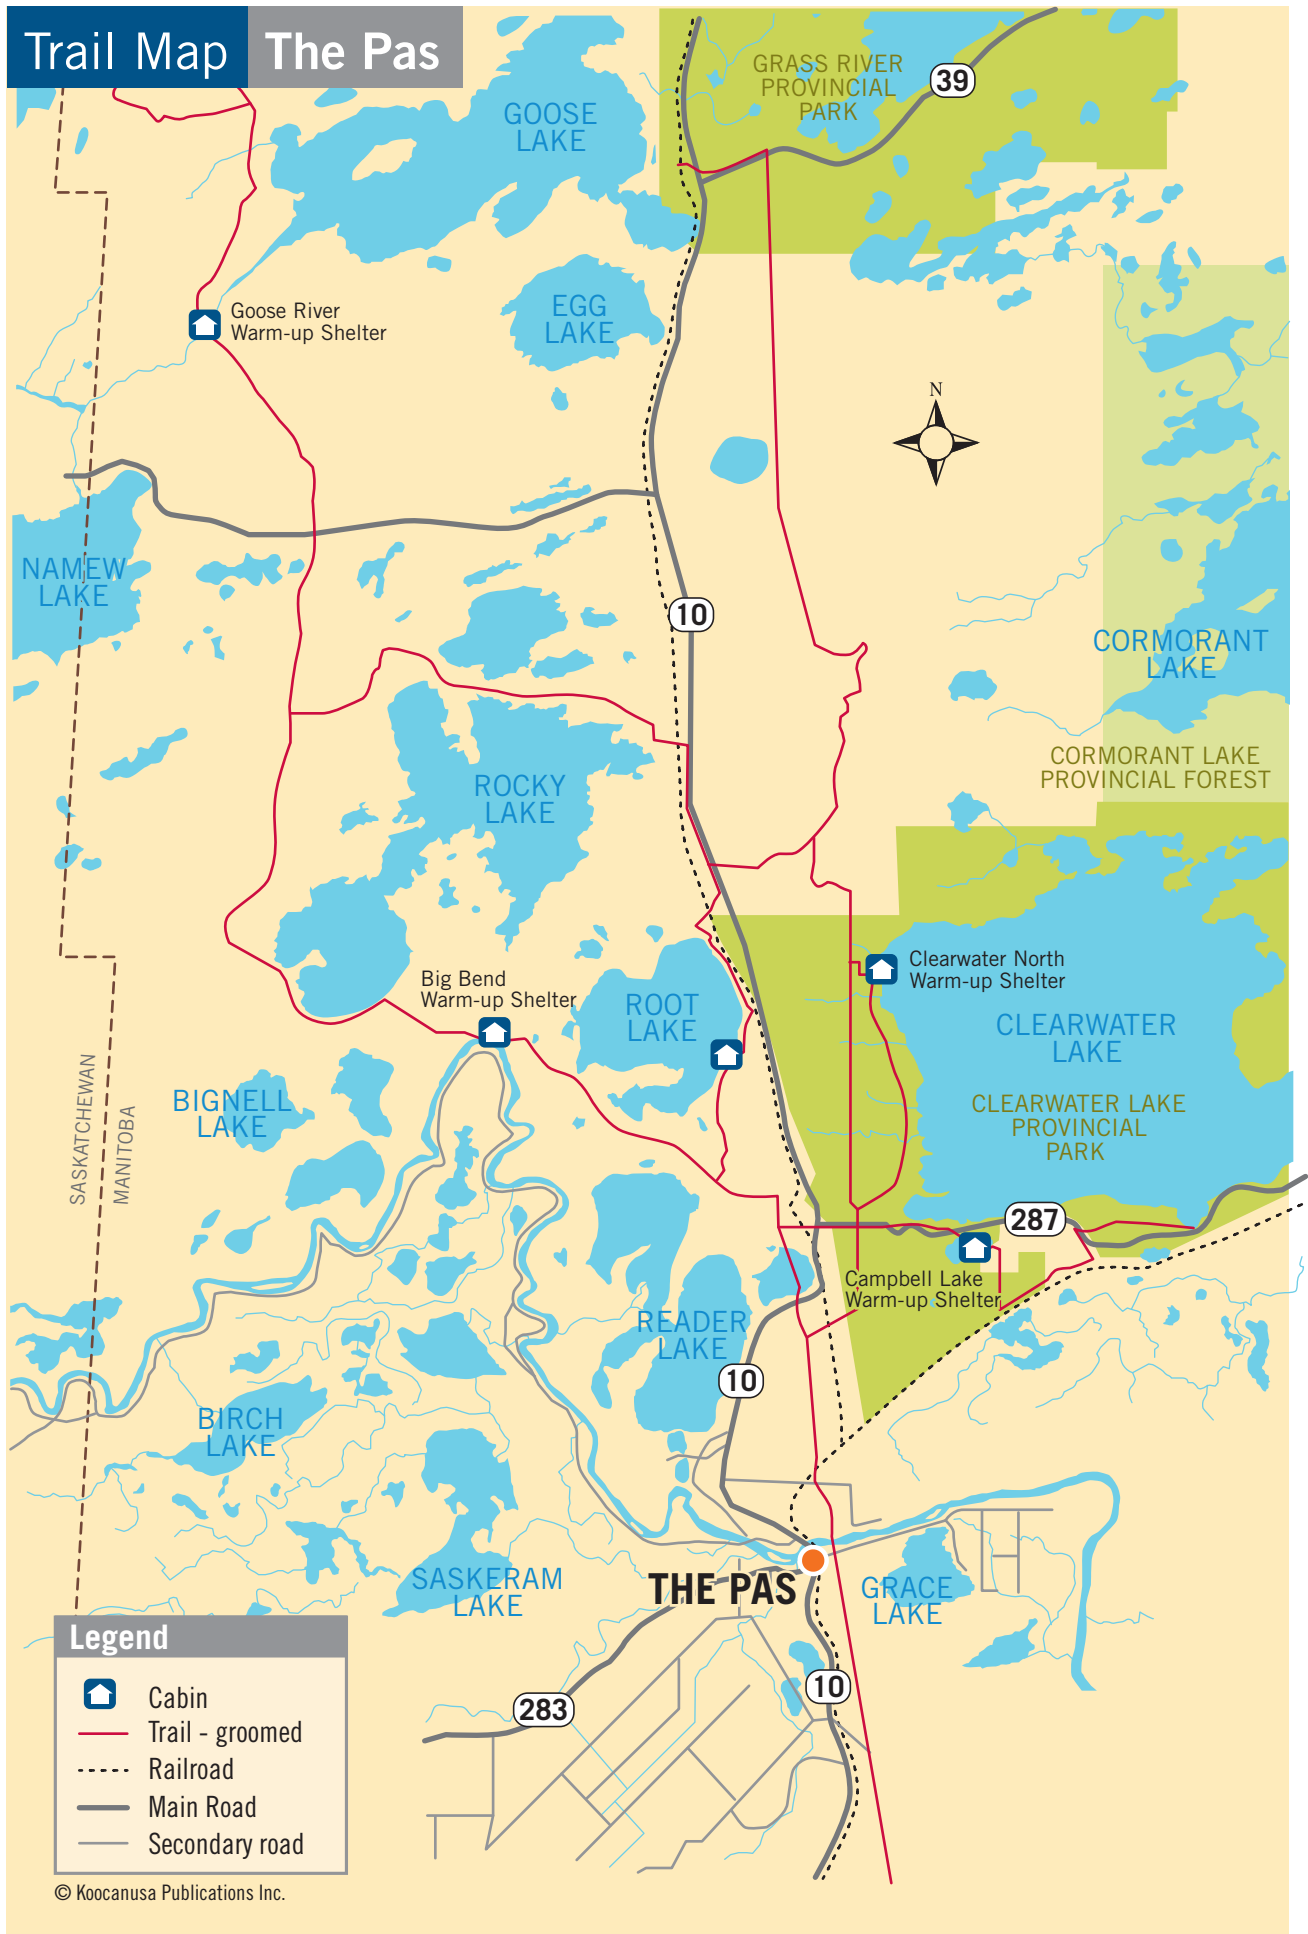 Trail Map The Pas
GRASS RIVER
PROVINCIAL
PARK
39
GOOSE
LAKE
Goose River
Warm-up Shelter
EGG
LAKE
N
NAMEW
LAKE
10
CORMORANT
LAKE
CORMORANT LAKE
PROVINCIAL FOREST
ROCKY
LAKE
Big Bend
Warm-up Shelter
ROOT
LAKE
Clearwater North
Warm-up Shelter
CLEARWATER
LAKE
CLEARWATER LAKE
PROVINCIAL
PARK
SASKATCHEWAN
MANITOBA
BIGNELL
LAKE
287
Campbell Lake
Warm-up Shelter
READER
LAKE
10
BIRCH
LAKE
SASKERAM
LAKE
THE PAS
GRACE
LAKE
10
283
Legend
Cabin
Trail - groomed
Railroad
Main Road
Secondary road
© Koocanusa Publications Inc.